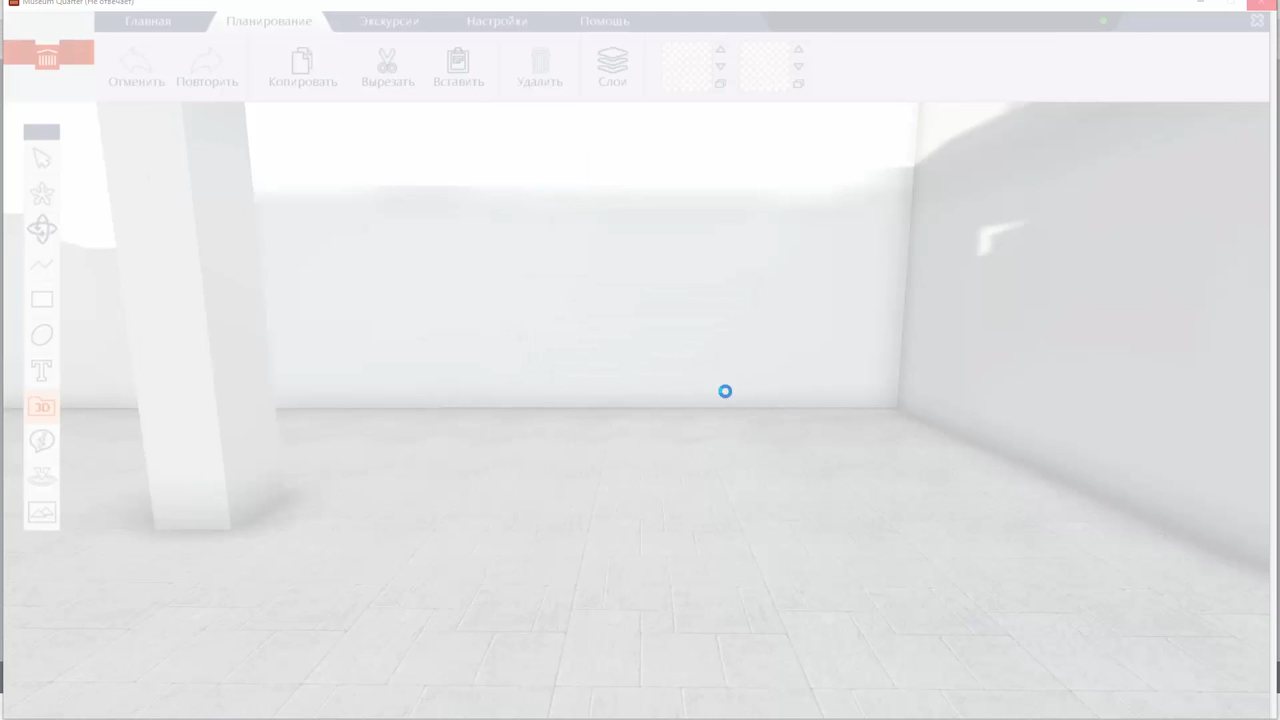 Museum Quarter (Не отвечает)
Главная Планирование Экскурсии Настройки Помощь
Отменить Повторить Копировать Вырезать Вставить Удалить Слои
T
3D